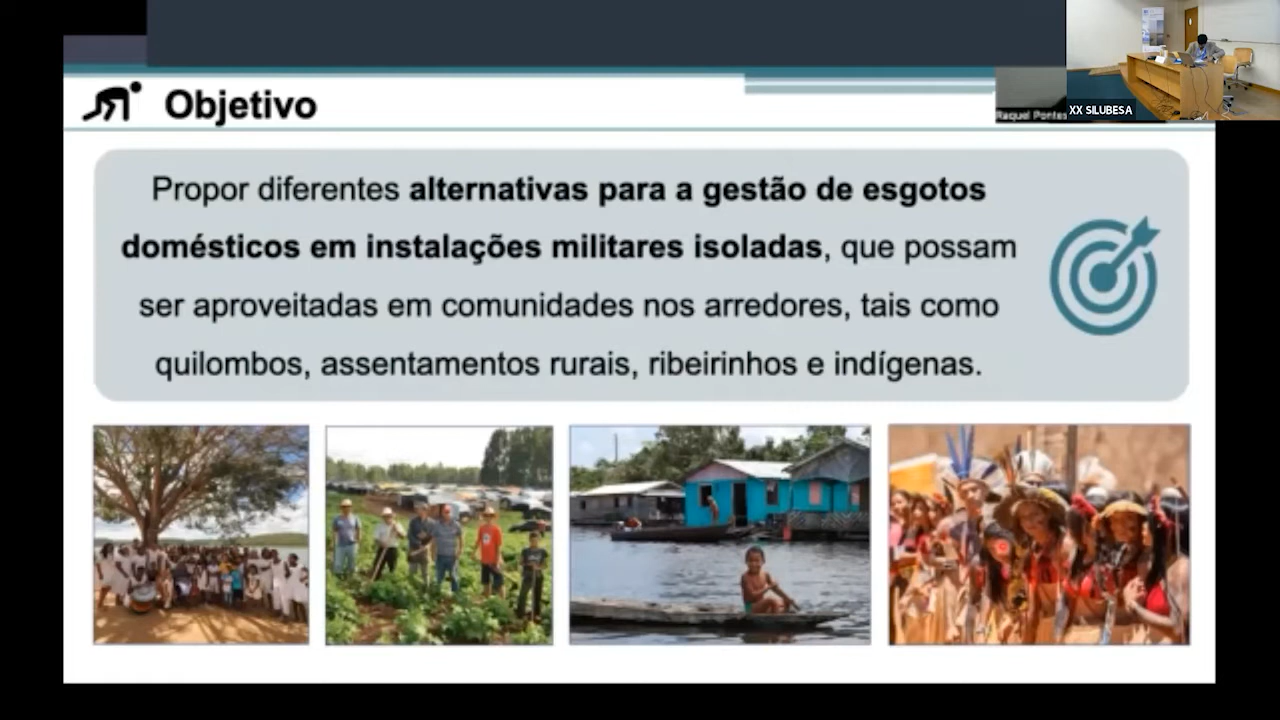 Objetivo
Raquel Pontes
XX SILUBESA
Propor diferentes alternativas para a gestão de esgotos
domésticos em instalações militares isoladas, que possam
ser aproveitadas em comunidades nos arredores, tais como
quilombos, assentamentos rurais, ribeirinhos e indígenas.